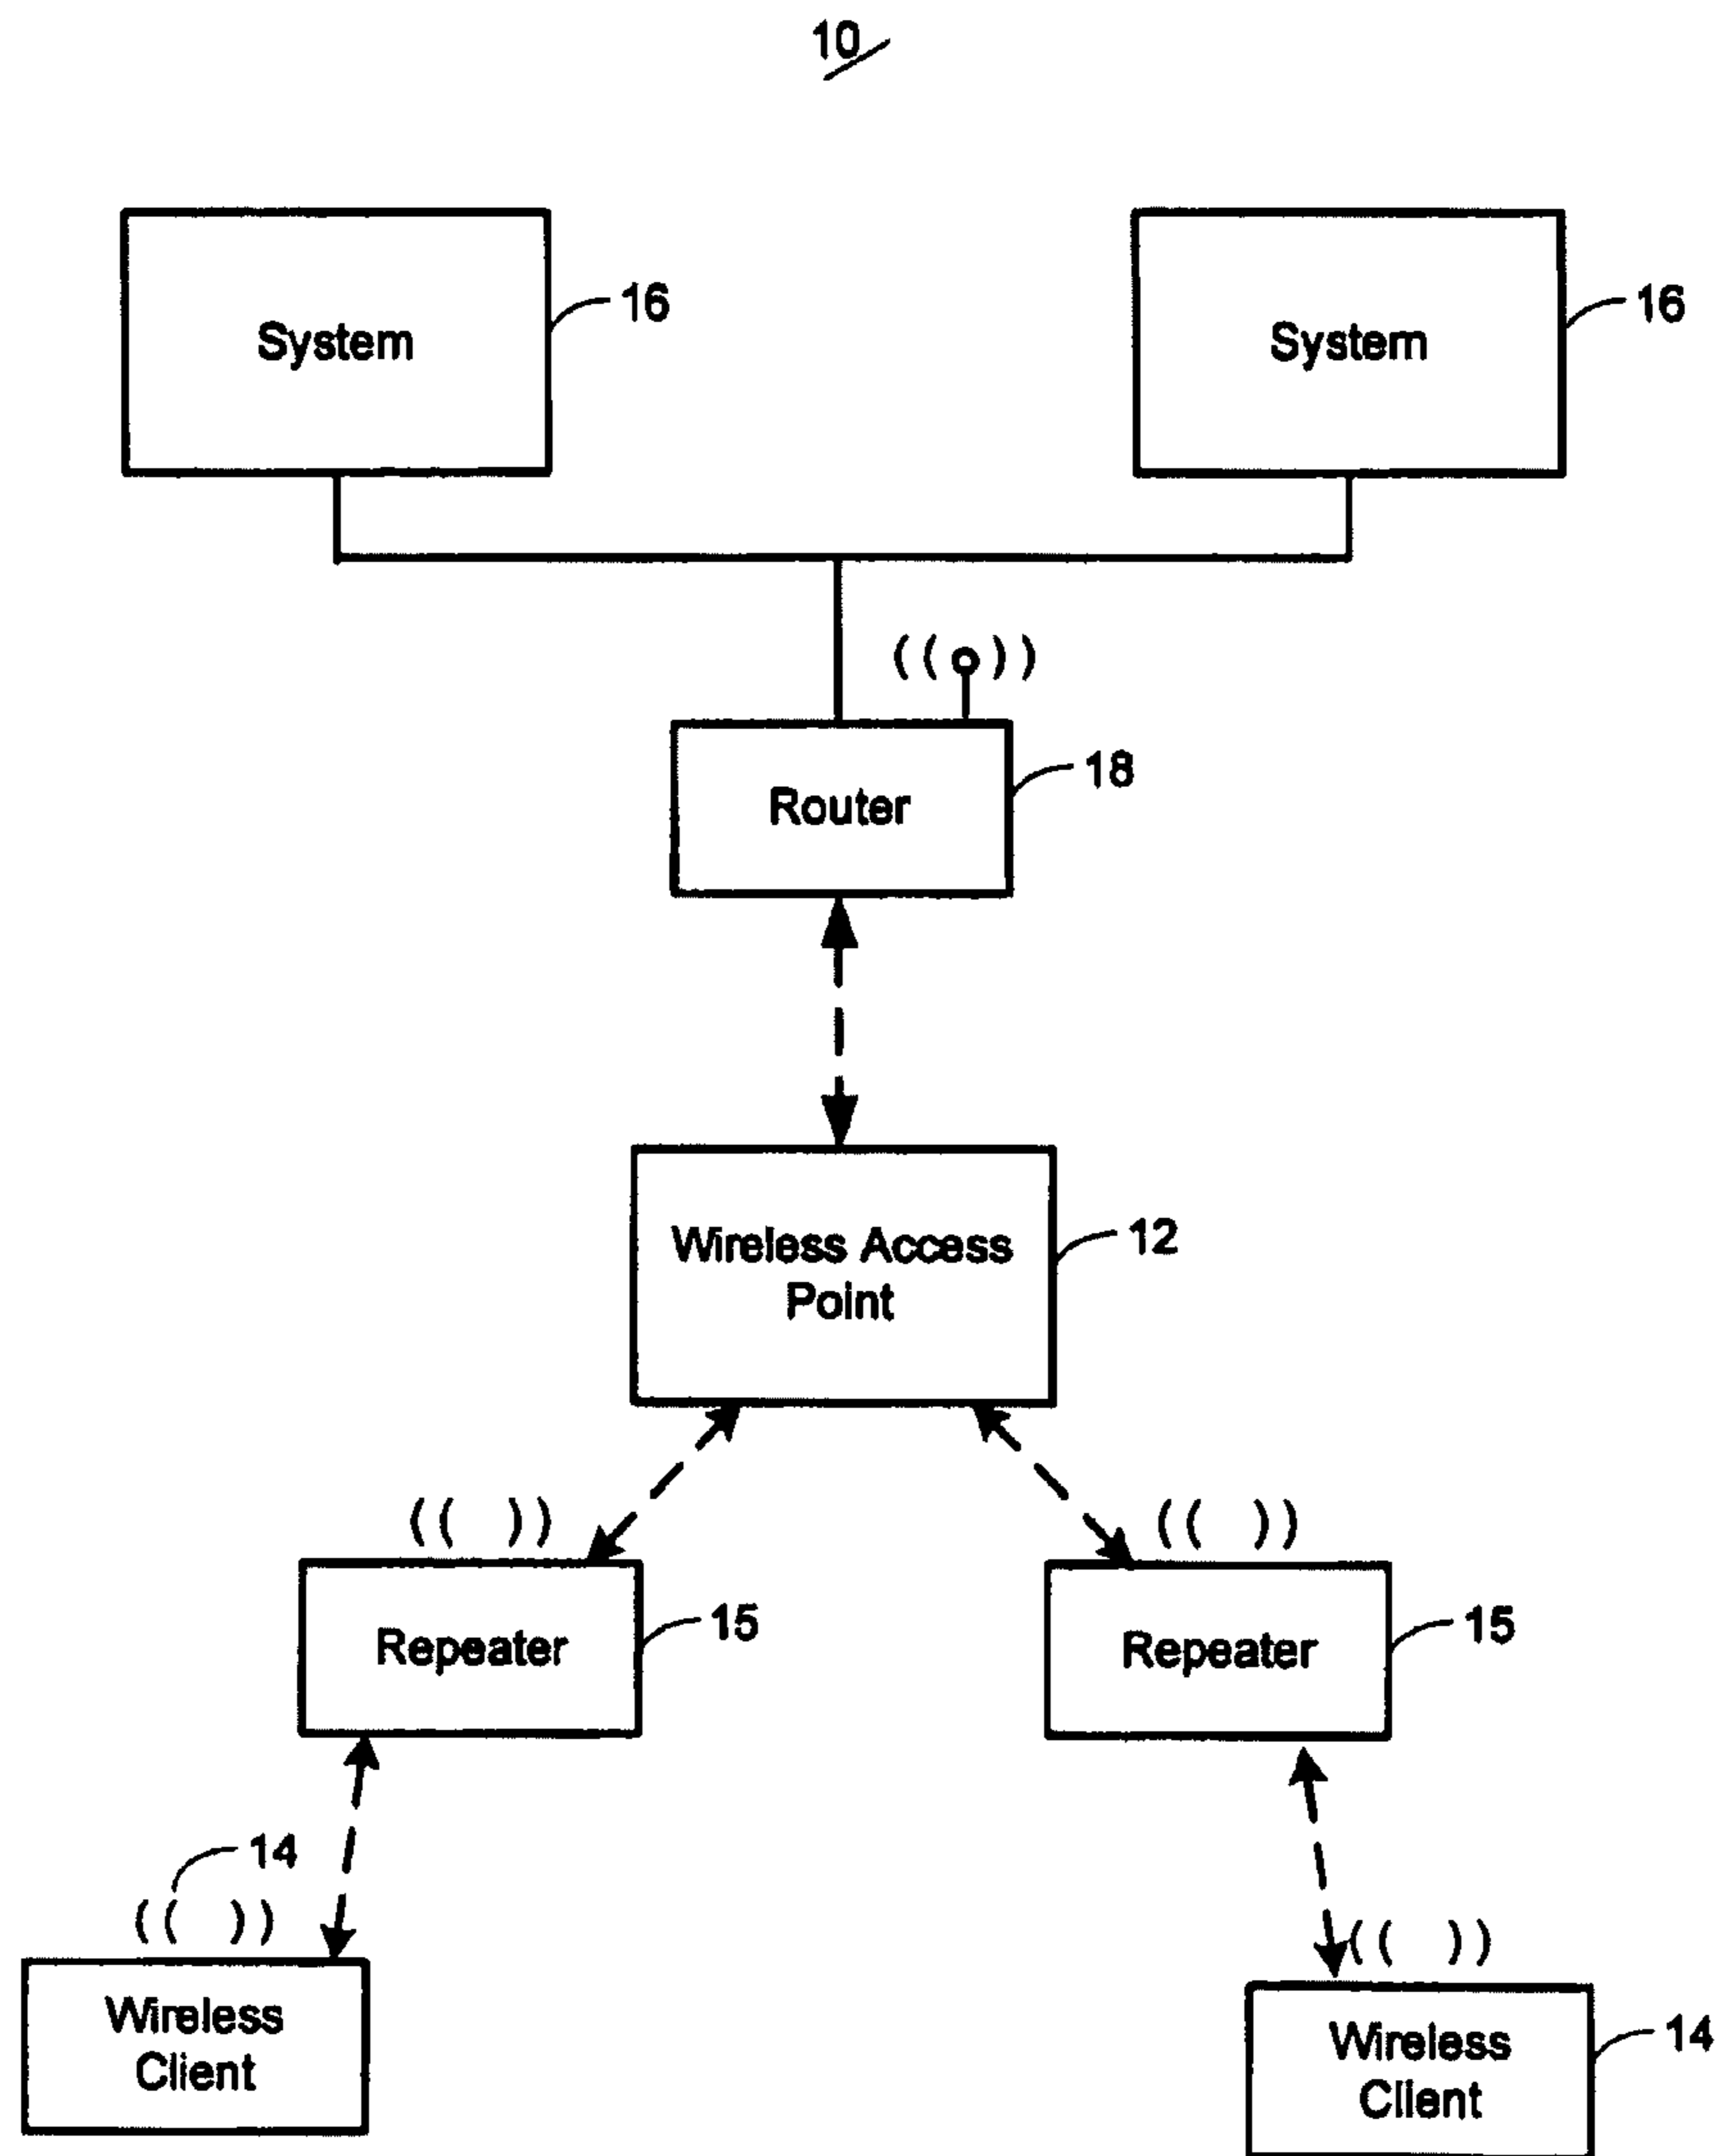 10
System
16
System
16
Router
18
Wireless Access
Point
12
Repeater
15
Repeater
15
14
Wireless
Client
Wireless
Client
14